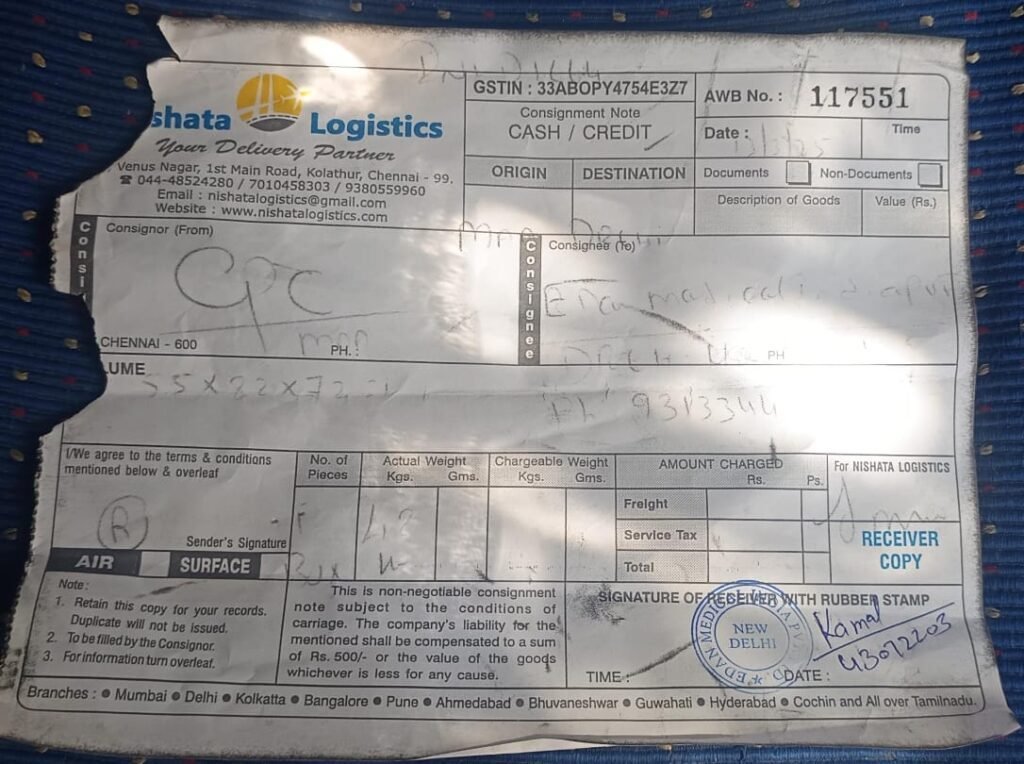 shata Logistics
Your Delivery Partner
Venus Nagar, 1st Main Road, Kolathur, Chennai - 99.
☎ 044-48524280 / 7010458303 / 9380559960
Email : nishatalogistics@gmail.com
Website : www.nishatalogistics.com
GSTIN : 33ABOPY4754E3Z7
Consignment Note
CASH / CREDIT
AWB No. : 117551
Date : 13/3/25 Time
ORIGIN DESTINATION
Documents Non-Documents
Description of Goods Value (Rs.)
Consignor (From)
CPC
CHENNAI - 600 PH. :
Consignee
Consignee (To)
PH
UME
9313344
I/We agree to the terms & conditions
mentioned below & overleaf
R
Sender's Signature
AIR SURFACE
No. of Pieces
Actual Weight
Kgs. Gms.
Chargeable Weight
Kgs. Gms.
AMOUNT CHARGED
Rs. Ps.
Freight
Service Tax
Total
For NISHATA LOGISTICS
RECEIVER
COPY
Note :
1. Retain this copy for your records.
Duplicate will not be issued.
2. To be filled by the Consignor.
3. For information turn overleaf.
This is non-negotiable consignment
note subject to the conditions of
carriage. The company's liability for the
mentioned shall be compensated to a sum
of Rs. 500/- or the value of the goods
whichever is less for any cause.
SIGNATURE OF RECEIVER WITH RUBBER STAMP
NEW
DELHI
Kamal
43072203
TIME : DATE :
Branches : ● Mumbai ● Delhi ● Kolkatta ● Bangalore ● Pune ● Ahmedabad ● Bhuvaneshwar ● Guwahati ● Hyderabad ● Cochin and All over Tamilnadu.